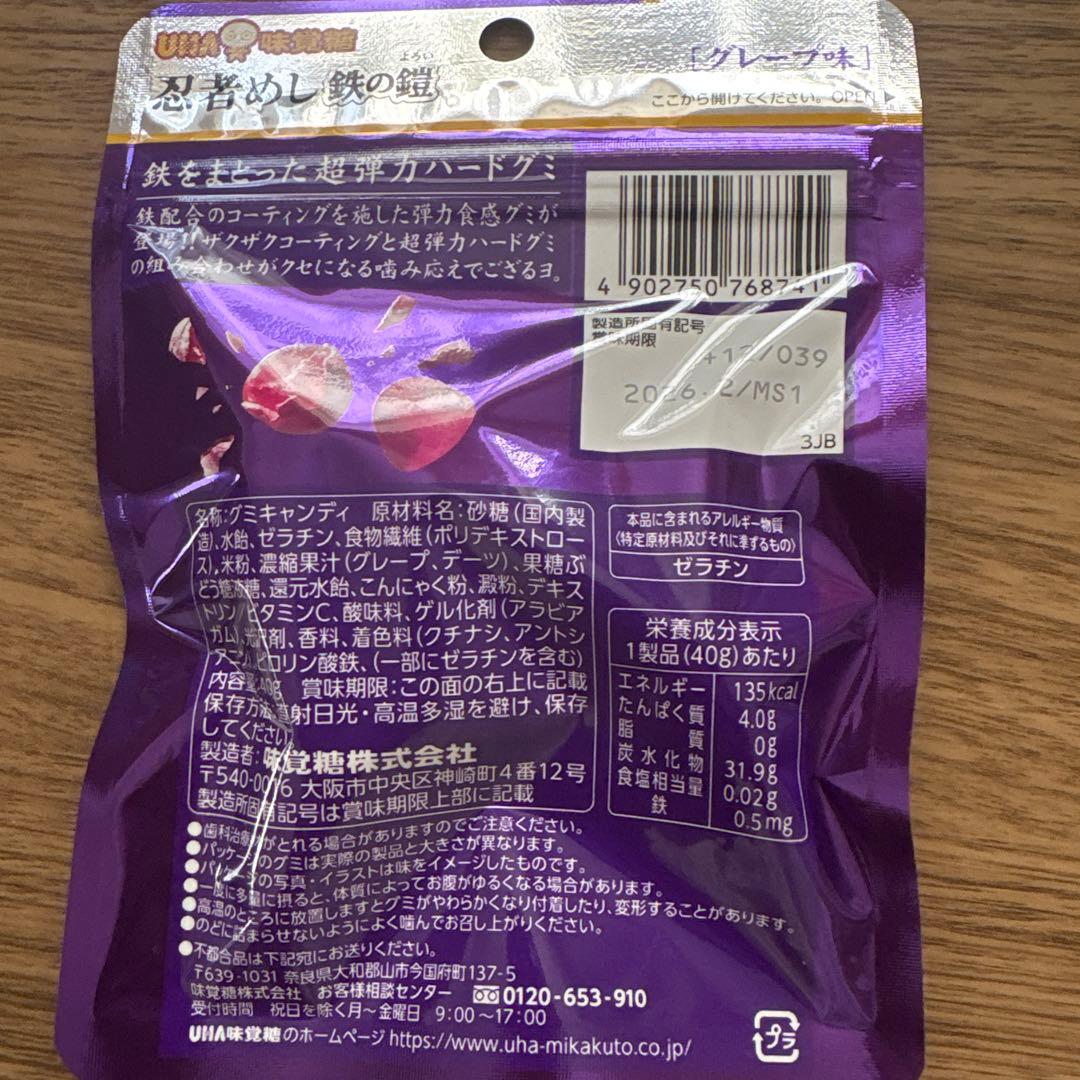 UHA味覚糖
忍者めし 鉄の鎧
よろい
[グレープ味]
ここから開けてください。OPEN
鉄をまとった超弾力ハードグミ
鉄配合のコーティングを施した弾力食感グミが
登場!!ザクザクコーティングと超弾力ハードグミ
の組み合わせがクセになる噛み応えでござるヨ。
4 902750 768741
製造所固有記号
賞味期限
/039
2026. 2/MS1
3JB
名称:グミキャンディ 原材料名:砂糖(国内製
造)、水飴、ゼラチン、食物繊維(ポリデキストロー
ス)、米粉、濃縮果汁(グレープ、デーツ)、果糖ぶ
どう糖液糖、還元水飴、こんにゃく粉、澱粉、デキス
トリン/ビタミンC、酸味料、ゲル化剤(アラビア
ガム)、光沢剤、香料、着色料(クチナシ、アントシ
アニン)、ピロリン酸鉄、(一部にゼラチンを含む)
内容量:40g 賞味期限:この面の右上に記載
保存方法:直射日光・高温多湿を避け、保存
してください。
製造者:味覚糖株式会社
〒540-0016 大阪市中央区神崎町4番12号
製造所固有記号は賞味期限上部に記載
本品に含まれるアレルギー物質
〈特定原材料及びそれに準ずるもの〉
ゼラチン
栄養成分表示
1製品(40g)あたり
エネルギー 135kcal
たんぱく質 4.0g
脂質 0g
炭水化物 31.9g
食塩相当量 0.02g
鉄 0.5mg
●歯科治療材がとれる場合がありますのでご注意ください。
●パッケージのグミは実際の製品と大きさが異なります。
●パッケージの写真・イラストは味をイメージしたものです。
●一度に多量に摂ると、体質によってお腹がゆるくなる場合があります。
●高温のところに放置しますとグミがやわらかくなり付着したり、変形することがあります。
●のどに詰まらせないようによく噛んでお召し上がりください。
●不都合品は下記宛にお送りください。
〒639-1031 奈良県大和郡山市今国府町137-5
味覚糖株式会社 お客様相談センター 0120-653-910
受付時間 祝日を除く月〜金曜日 9:00〜17:00
UHA味覚糖のホームページ https://www.uha-mikakuto.co.jp/
プラ